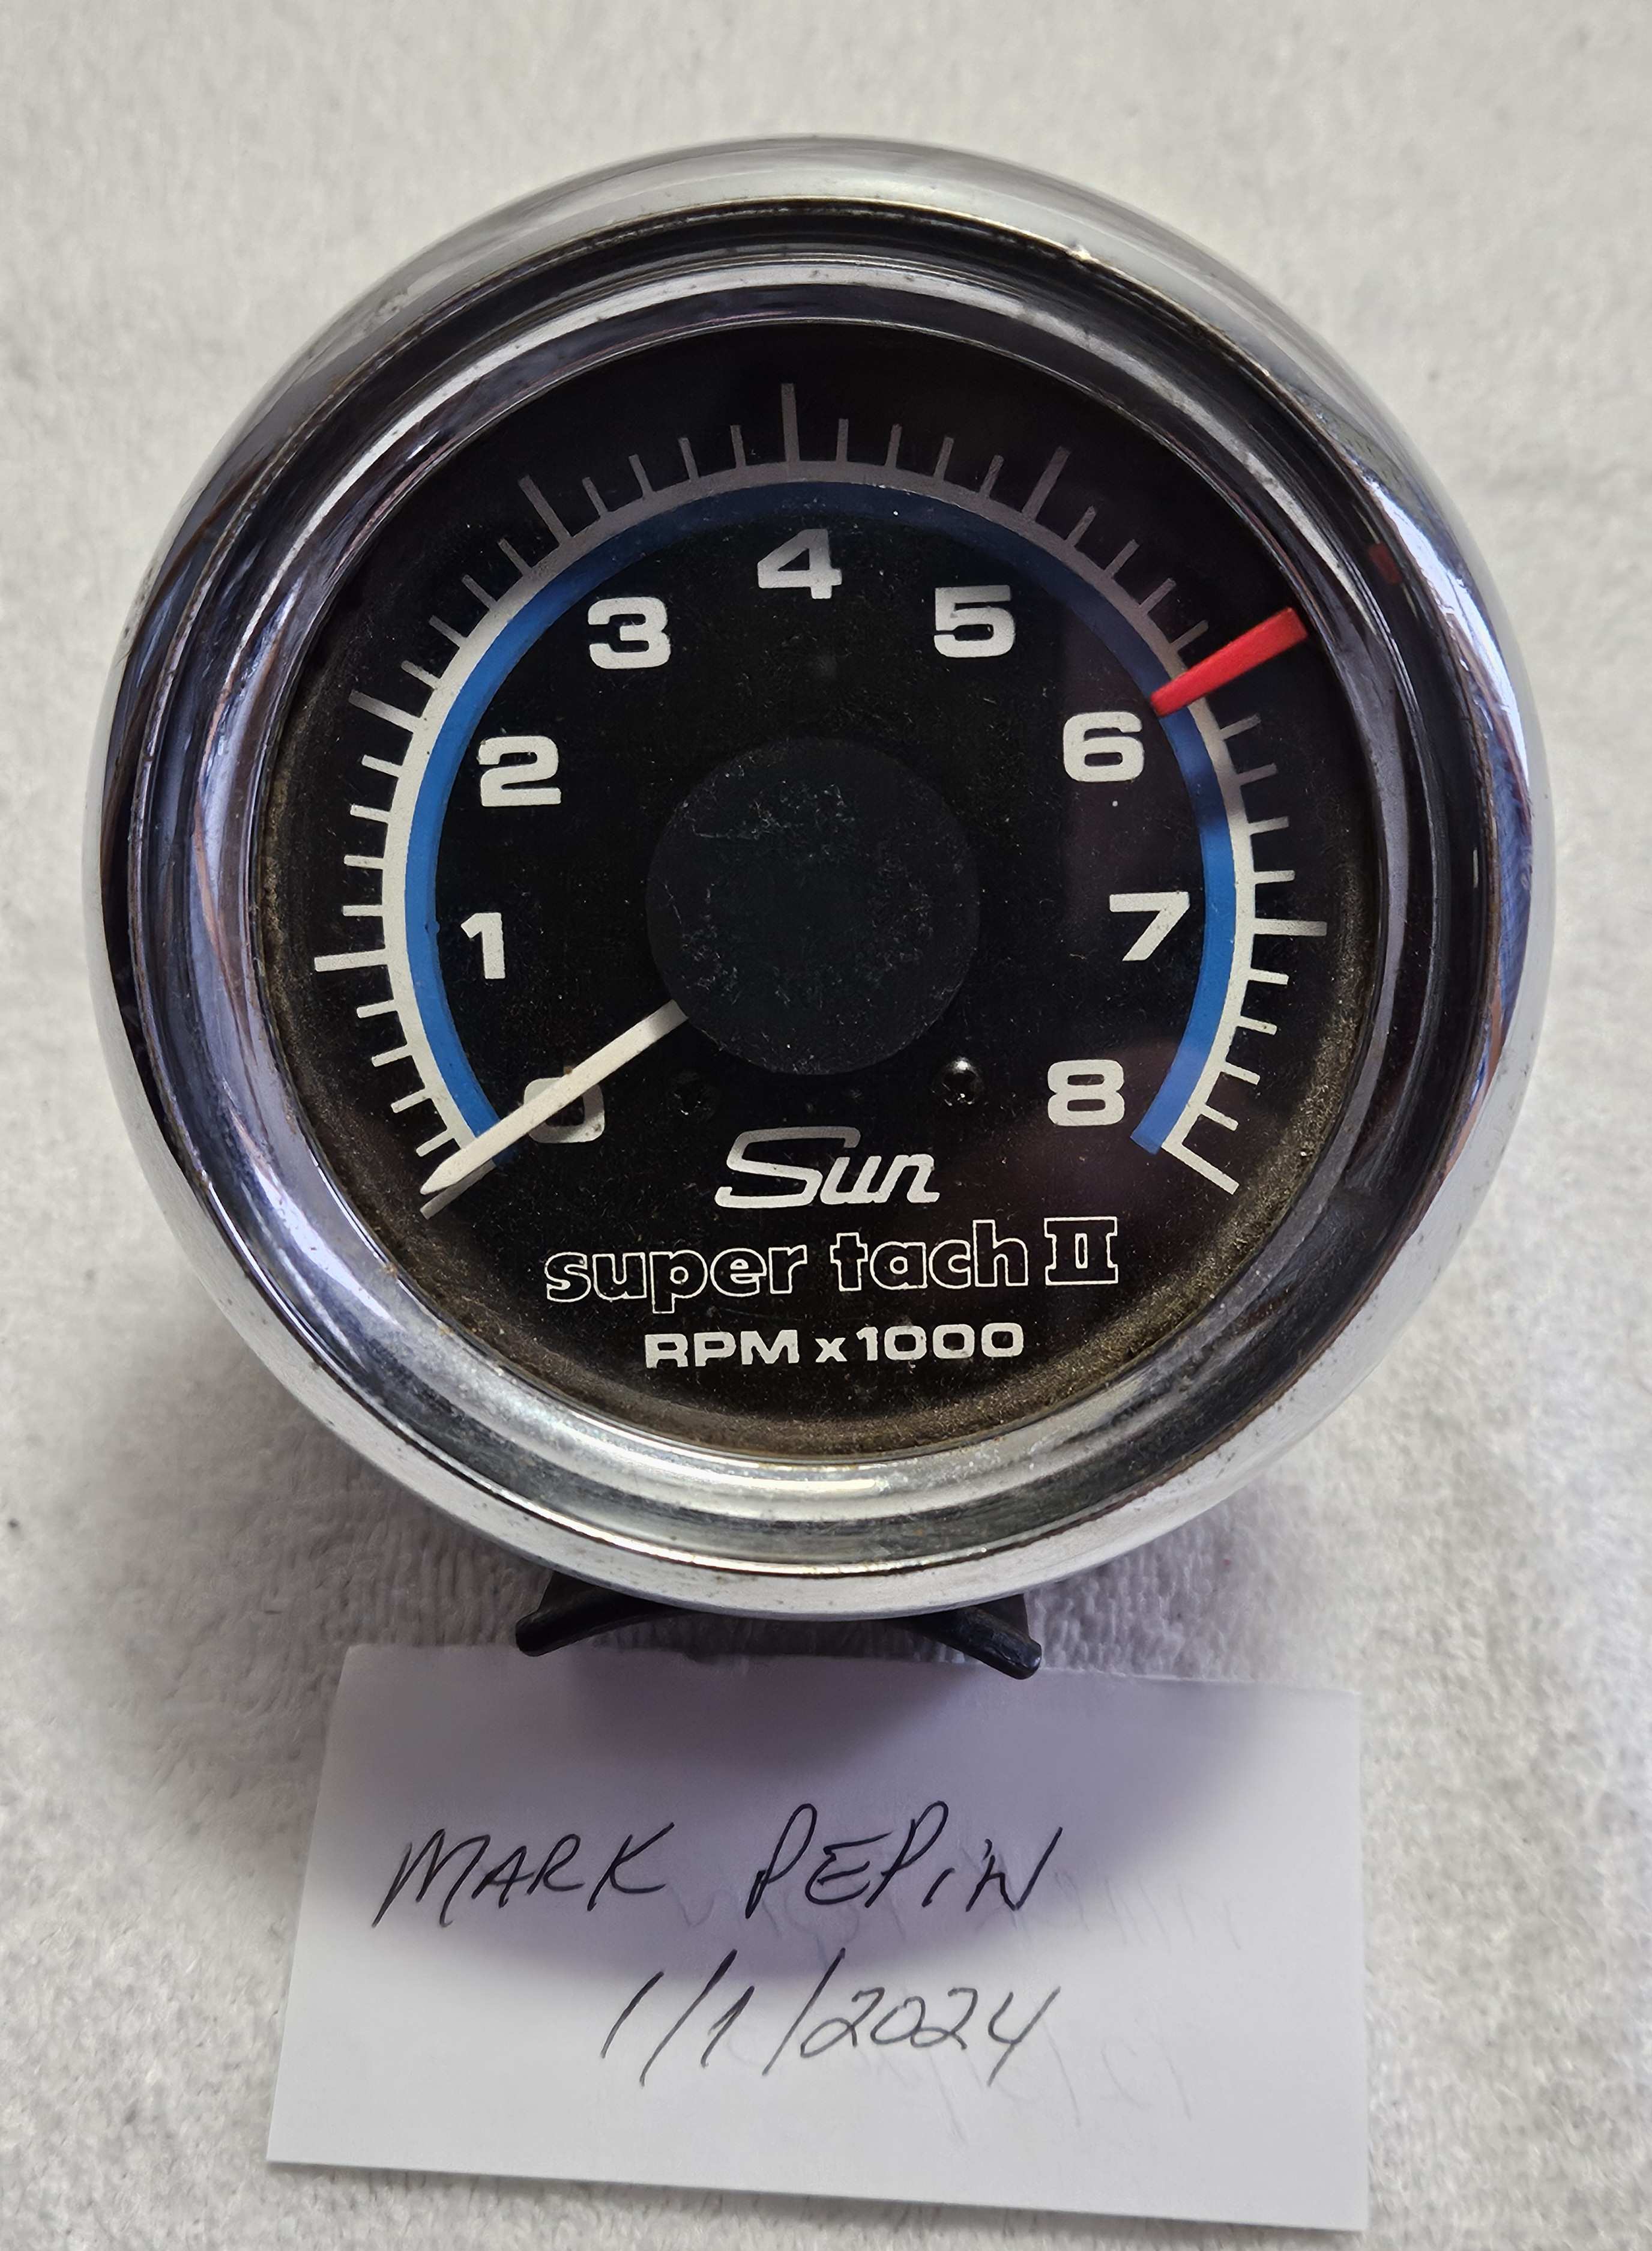 4
3
5
2
6
1
7
0
8
Sun
super tach II
RPM x 1000
MARK PEPIN
1/1/2024